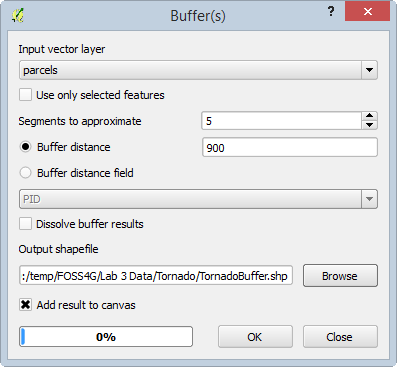 Buffer(s)
?
Input vector layer
parcels
Use only selected features
Segments to approximate 5
Buffer distance 900
Buffer distance field
PID
Dissolve buffer results
Output shapefile
:/temp/FOSS4G/Lab 3 Data/Tornado/TornadoBuffer.shp Browse
Add result to canvas
0% OK Close